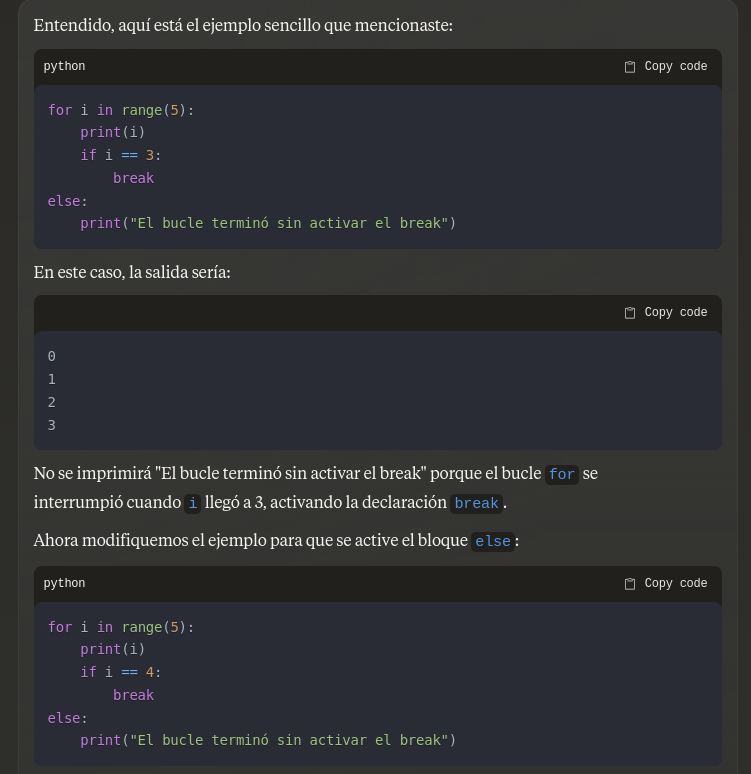 Entendido, aquí está el ejemplo sencillo que mencionaste:
python
Copy code
for i in range(5):
    print(i)
    if i == 3:
        break
else:
    print("El bucle terminó sin activar el break")
En este caso, la salida sería:
Copy code
0
1
2
3
No se imprimirá "El bucle terminó sin activar el break" porque el bucle for se
interrumpió cuando i llegó a 3, activando la declaración break.
Ahora modifiquemos el ejemplo para que se active el bloque else:
python
Copy code
for i in range(5):
    print(i)
    if i == 4:
        break
else:
    print("El bucle terminó sin activar el break")